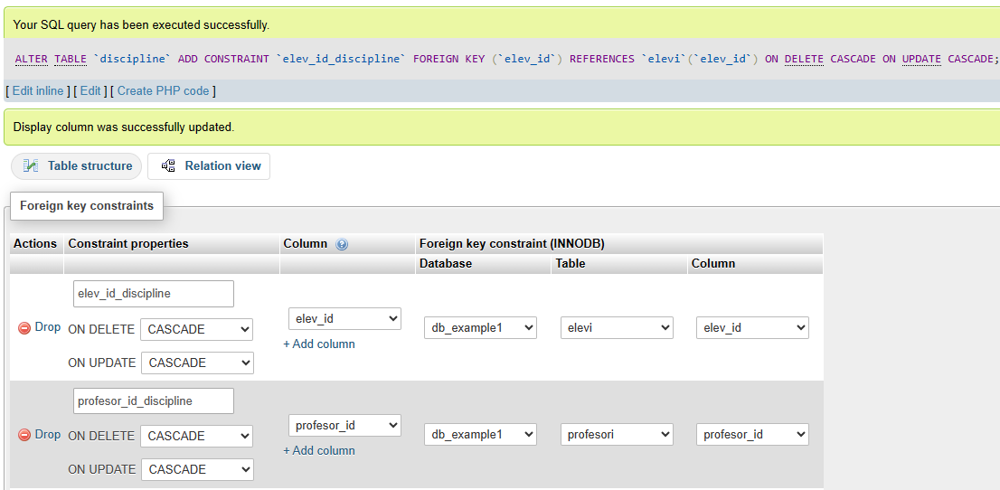 Your SQL query has been executed successfully.
ALTER TABLE `discipline` ADD CONSTRAINT `elev_id_discipline` FOREIGN KEY (`elev_id`) REFERENCES `elevi`(`elev_id`) ON DELETE CASCADE ON UPDATE CASCADE;
[ Edit inline ] [ Edit ] [ Create PHP code ]
Display column was successfully updated.
Table structure Relation view
Foreign key constraints
Actions Constraint properties Column Foreign key constraint (INNODB)
Database Table Column
elev_id_discipline
Drop ON DELETE CASCADE elev_id db_example1 elevi elev_id
+ Add column
ON UPDATE CASCADE
profesor_id_discipline
Drop ON DELETE CASCADE profesor_id db_example1 profesori profesor_id
+ Add column
ON UPDATE CASCADE